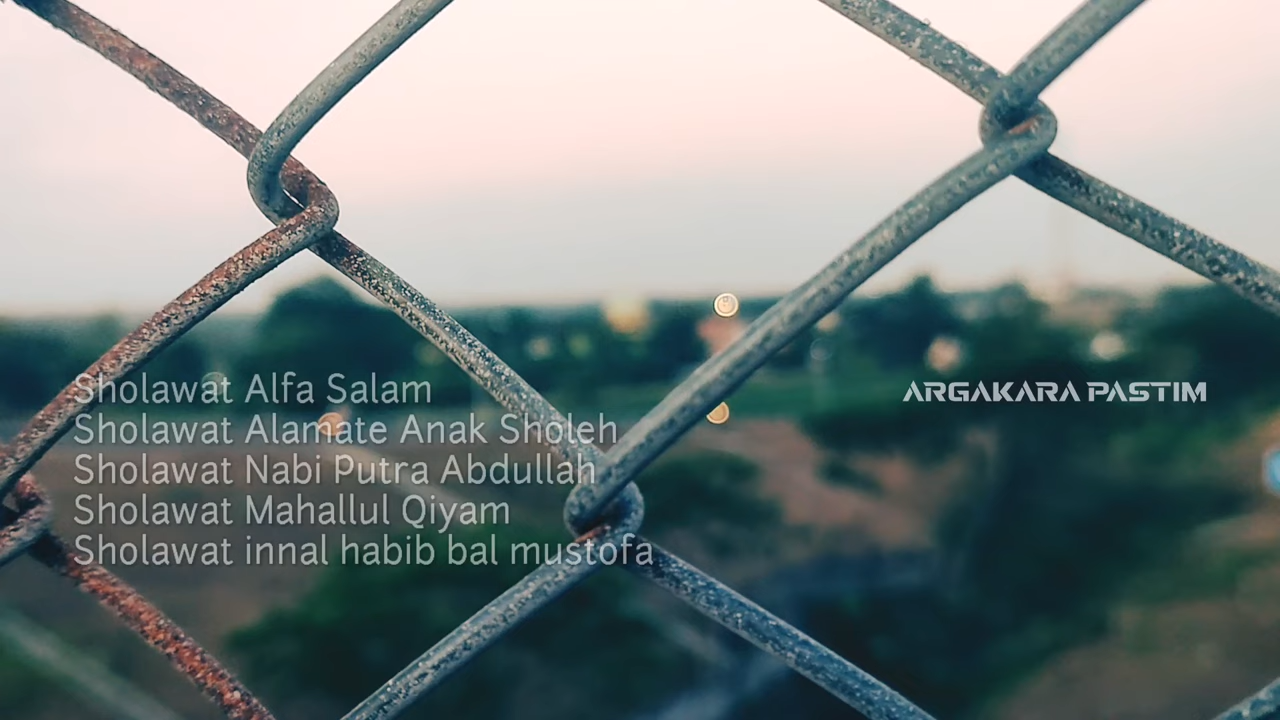 Sholawat Alfa Salam
Sholawat Alamate Anak Sholeh
Sholawat Nabi Putra Abdullah
Sholawat Mahallul Qiyam
Sholawat innal habib bal mustofa
ARGAKARA PASTIM